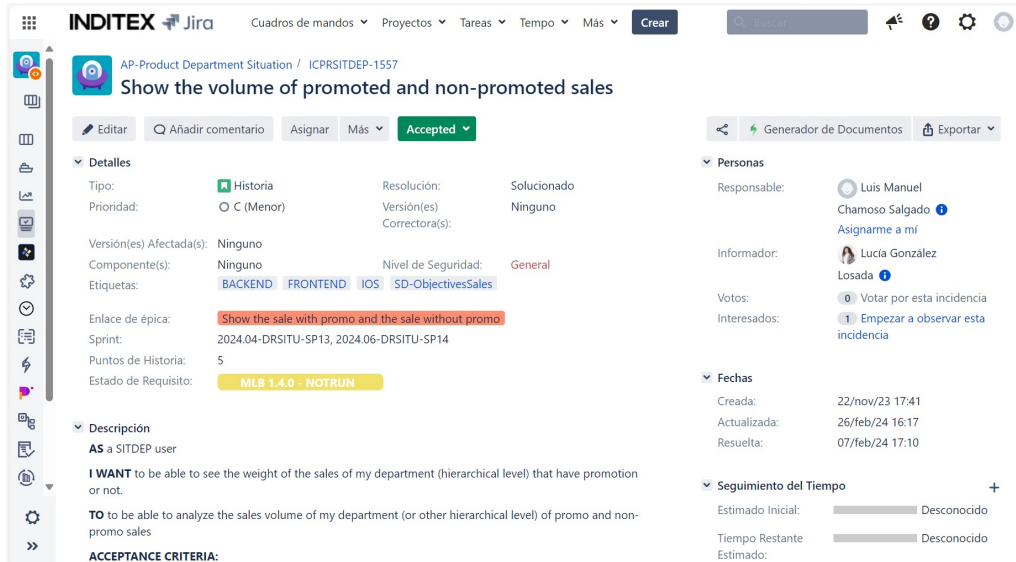 INDITEX Jira Cuadros de mandos Proyectos Tareas Tempo Más Crear Buscar
AP-Product Department Situation / ICPRSITDEP-1557
Show the volume of promoted and non-promoted sales
Editar Añadir comentario Asignar Más Accepted Generador de Documentos Exportar
Detalles
Tipo: Historia Resolución: Solucionado
Prioridad: C (Menor) Versión(es) Correctora(s): Ninguno
Versión(es) Afectada(s): Ninguno
Componente(s): Ninguno Nivel de Seguridad: General
Etiquetas: BACKEND FRONTEND IOS SD-ObjectivesSales
Enlace de épica: Show the sale with promo and the sale without promo
Sprint: 2024.04-DRSITU-SP13, 2024.06-DRSITU-SP14
Puntos de Historia: 5
Estado de Requisito: MLB 1.4.0 - NOTRUN
Descripción
AS a SITDEP user
I WANT to be able to see the weight of the sales of my department (hierarchical level) that have promotion
or not.
TO to be able to analyze the sales volume of my department (or other hierarchical level) of promo and non-
promo sales
ACCEPTANCE CRITERIA:
Personas
Responsable: Luis Manuel
Chamoso Salgado
Asignarme a mí
Informador: Lucía González
Losada
Votos: 0 Votar por esta incidencia
Interesados: 1 Empezar a observar esta
incidencia
Fechas
Creada: 22/nov/23 17:41
Actualizada: 26/feb/24 16:17
Resuelta: 07/feb/24 17:10
Seguimiento del Tiempo
Estimado Inicial: Desconocido
Tiempo Restante Desconocido
Estimado: